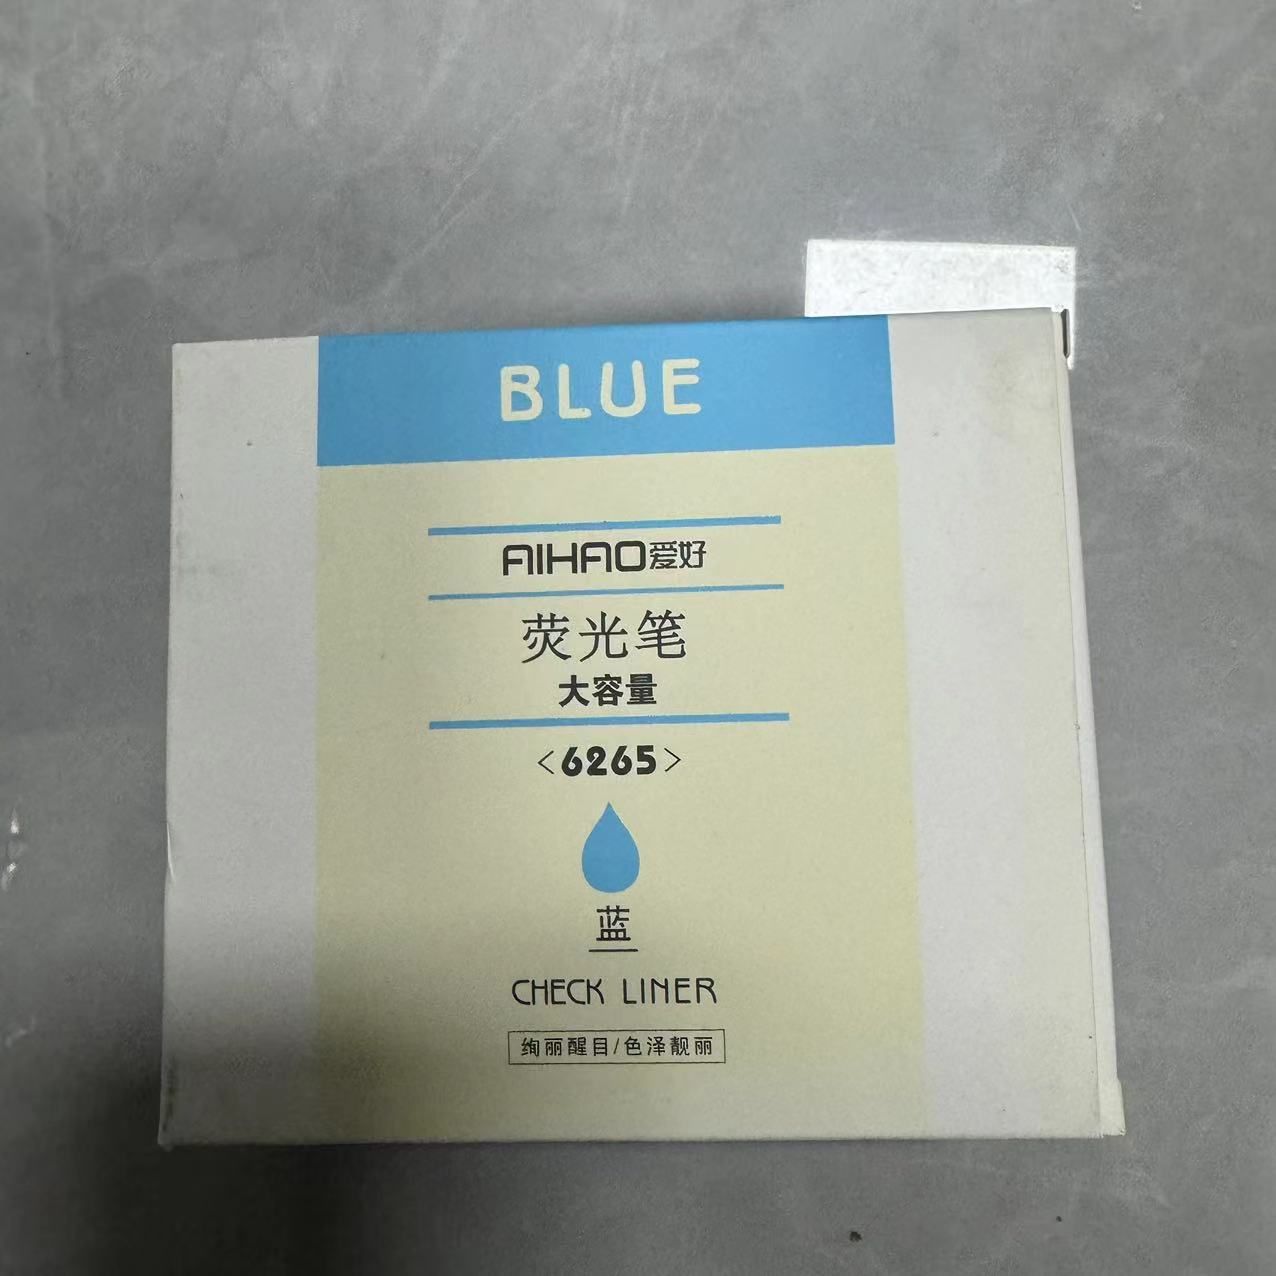 BLUE
AIHAO爱好
荧光笔
大容量
<6265>
蓝
CHECK LINER
绚丽醒目/色泽靓丽